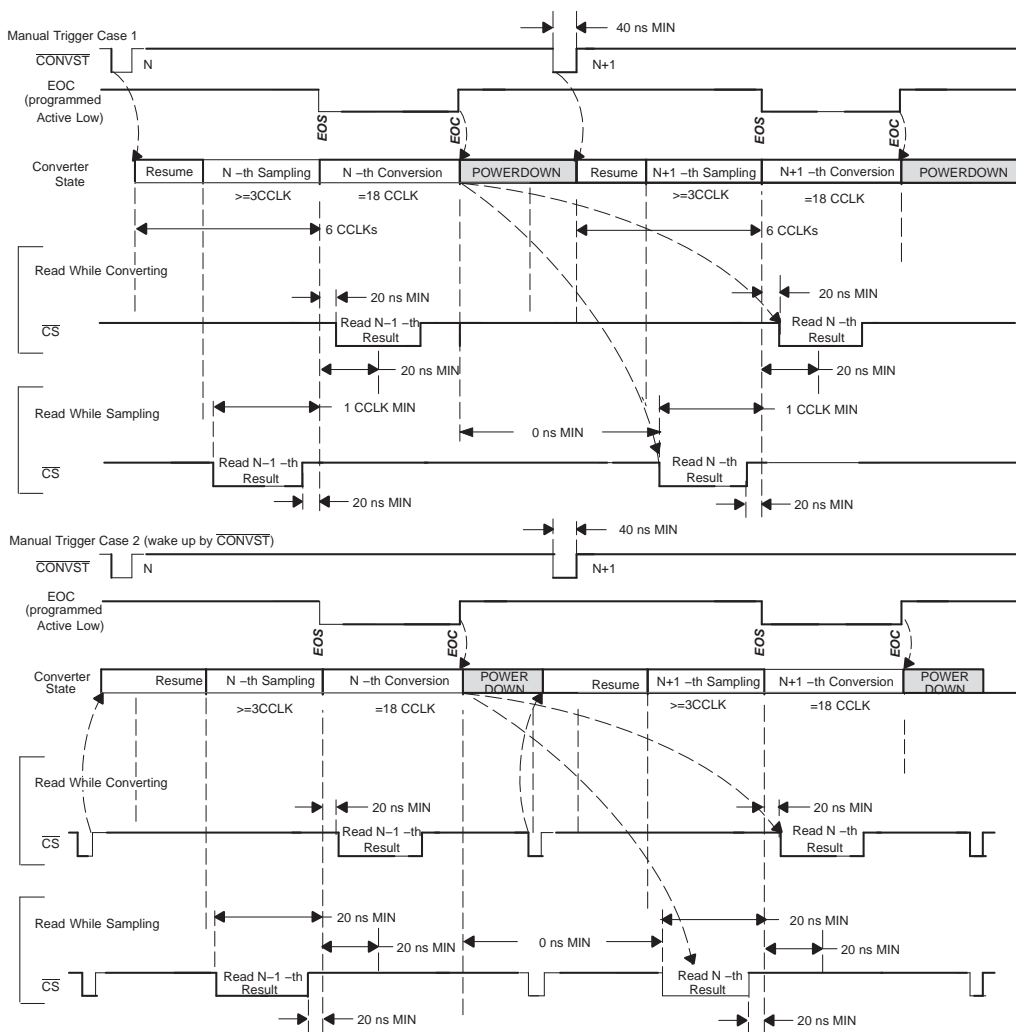 Manual Trigger Case 1
40 ns MIN
CONVST
N
N+1
EOC
(programmed
Active Low)
EOS
EOC
EOS
EOC
Converter
State
Resume
N −th Sampling
N −th Conversion
POWERDOWN
Resume
N+1 −th Sampling
N+1 −th Conversion
POWERDOWN
>=3CCLK
=18 CCLK
>=3CCLK
=18 CCLK
6 CCLKs
6 CCLKs
Read While Converting
20 ns MIN
20 ns MIN
CS
Read N−1 −th
Result
Read N −th
Result
20 ns MIN
20 ns MIN
Read While Sampling
1 CCLK MIN
1 CCLK MIN
0 ns MIN
CS
Read N−1 −th
Result
Read N −th
Result
20 ns MIN
20 ns MIN
Manual Trigger Case 2 (wake up by CONVST)
40 ns MIN
CONVST
N
N+1
EOC
(programmed
Active Low)
EOS
EOC
EOS
EOC
Converter
State
Resume
N −th Sampling
N −th Conversion
POWER
DOWN
Resume
N+1 −th Sampling
N+1 −th Conversion
POWER
DOWN
>=3CCLK
=18 CCLK
>=3CCLK
=18 CCLK
Read While Converting
20 ns MIN
20 ns MIN
CS
Read N−1 −th
Result
Read N −th
Result
Read While Sampling
20 ns MIN
20 ns MIN
20 ns MIN
0 ns MIN
20 ns MIN
CS
Read N−1 −th
Result
Read N −th
Result
20 ns MIN
20 ns MIN